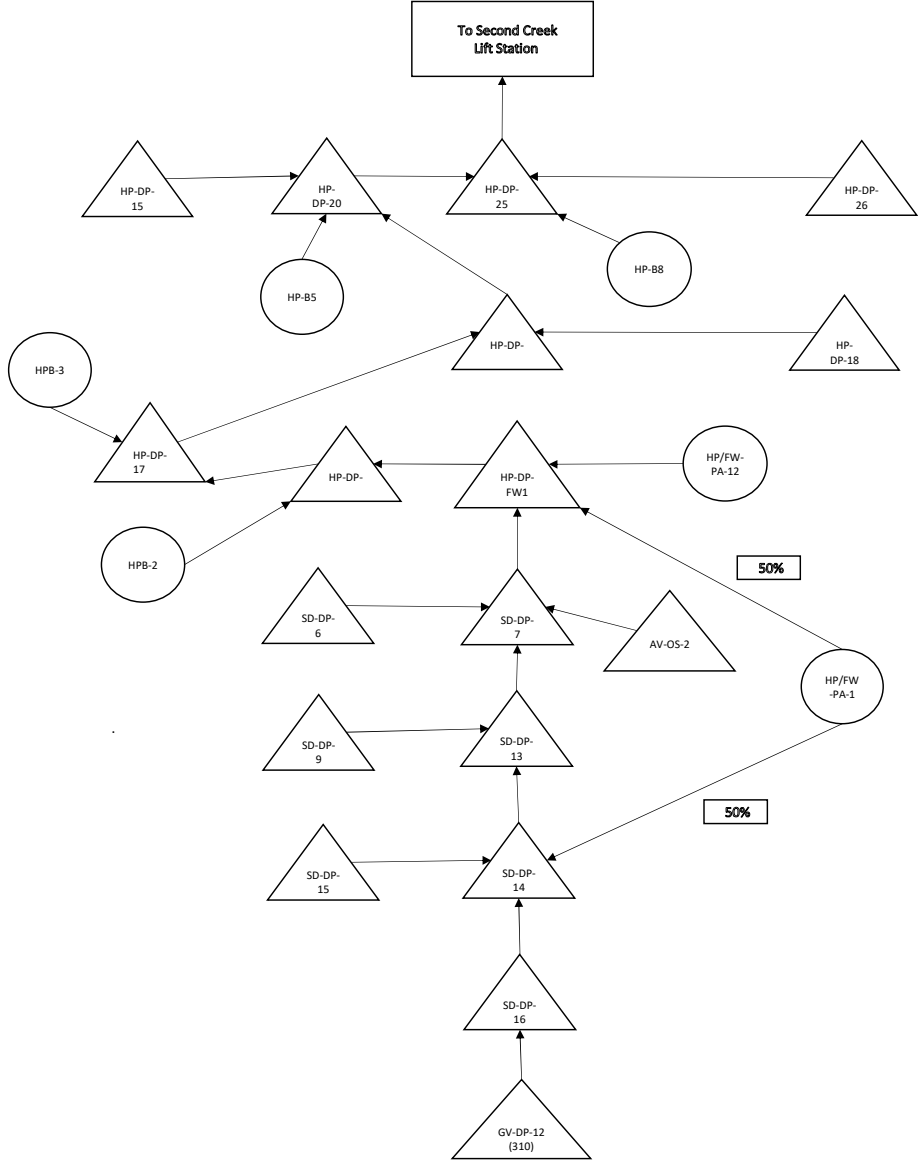 To Second Creek
Lift Station
HP-DP-
15
HP-
DP-20
HP-DP-
25
HP-DP-
26
HP-B5
HP-B8
HP-DP-
HP-
DP-18
HPB-3
HP-DP-
17
HP-DP-
HP-DP-
FW1
HP/FW-
PA-12
HPB-2
50%
SD-DP-
6
SD-DP-
7
AV-OS-2
HP/FW
-PA-1
SD-DP-
9
SD-DP-
13
50%
SD-DP-
15
SD-DP-
14
SD-DP-
16
GV-DP-12
(310)